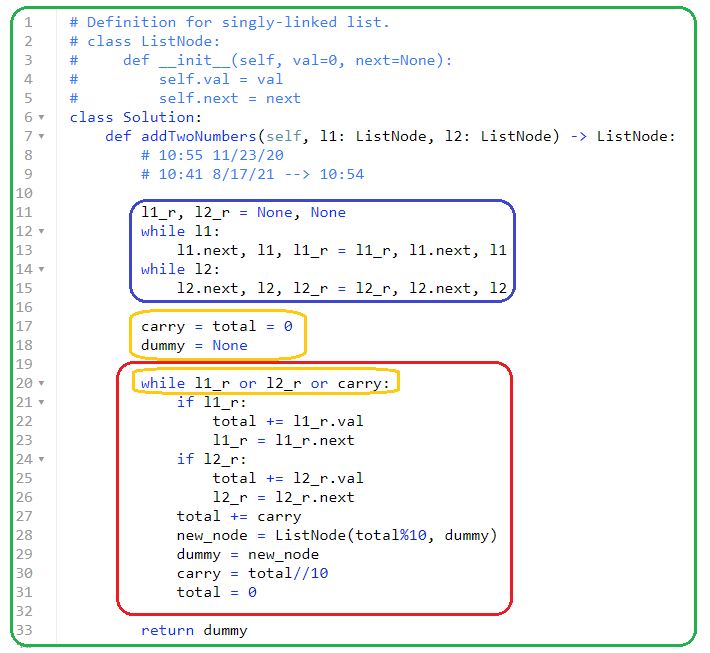 1 # Definition for singly-linked list.
2 # class ListNode:
3 #     def __init__(self, val=0, next=None):
4 #         self.val = val
5 #         self.next = next
6 class Solution:
7     def addTwoNumbers(self, l1: ListNode, l2: ListNode) -> ListNode:
8         # 10:55 11/23/20
9         # 10:41 8/17/21 --> 10:54
10
11         l1_r, l2_r = None, None
12         while l1:
13             l1.next, l1, l1_r = l1_r, l1.next, l1
14         while l2:
15             l2.next, l2, l2_r = l2_r, l2.next, l2
16
17         carry = total = 0
18         dummy = None
19
20         while l1_r or l2_r or carry:
21             if l1_r:
22                 total += l1_r.val
23                 l1_r = l1_r.next
24             if l2_r:
25                 total += l2_r.val
26                 l2_r = l2_r.next
27             total += carry
28             new_node = ListNode(total%10, dummy)
29             dummy = new_node
30             carry = total//10
31             total = 0
32
33         return dummy